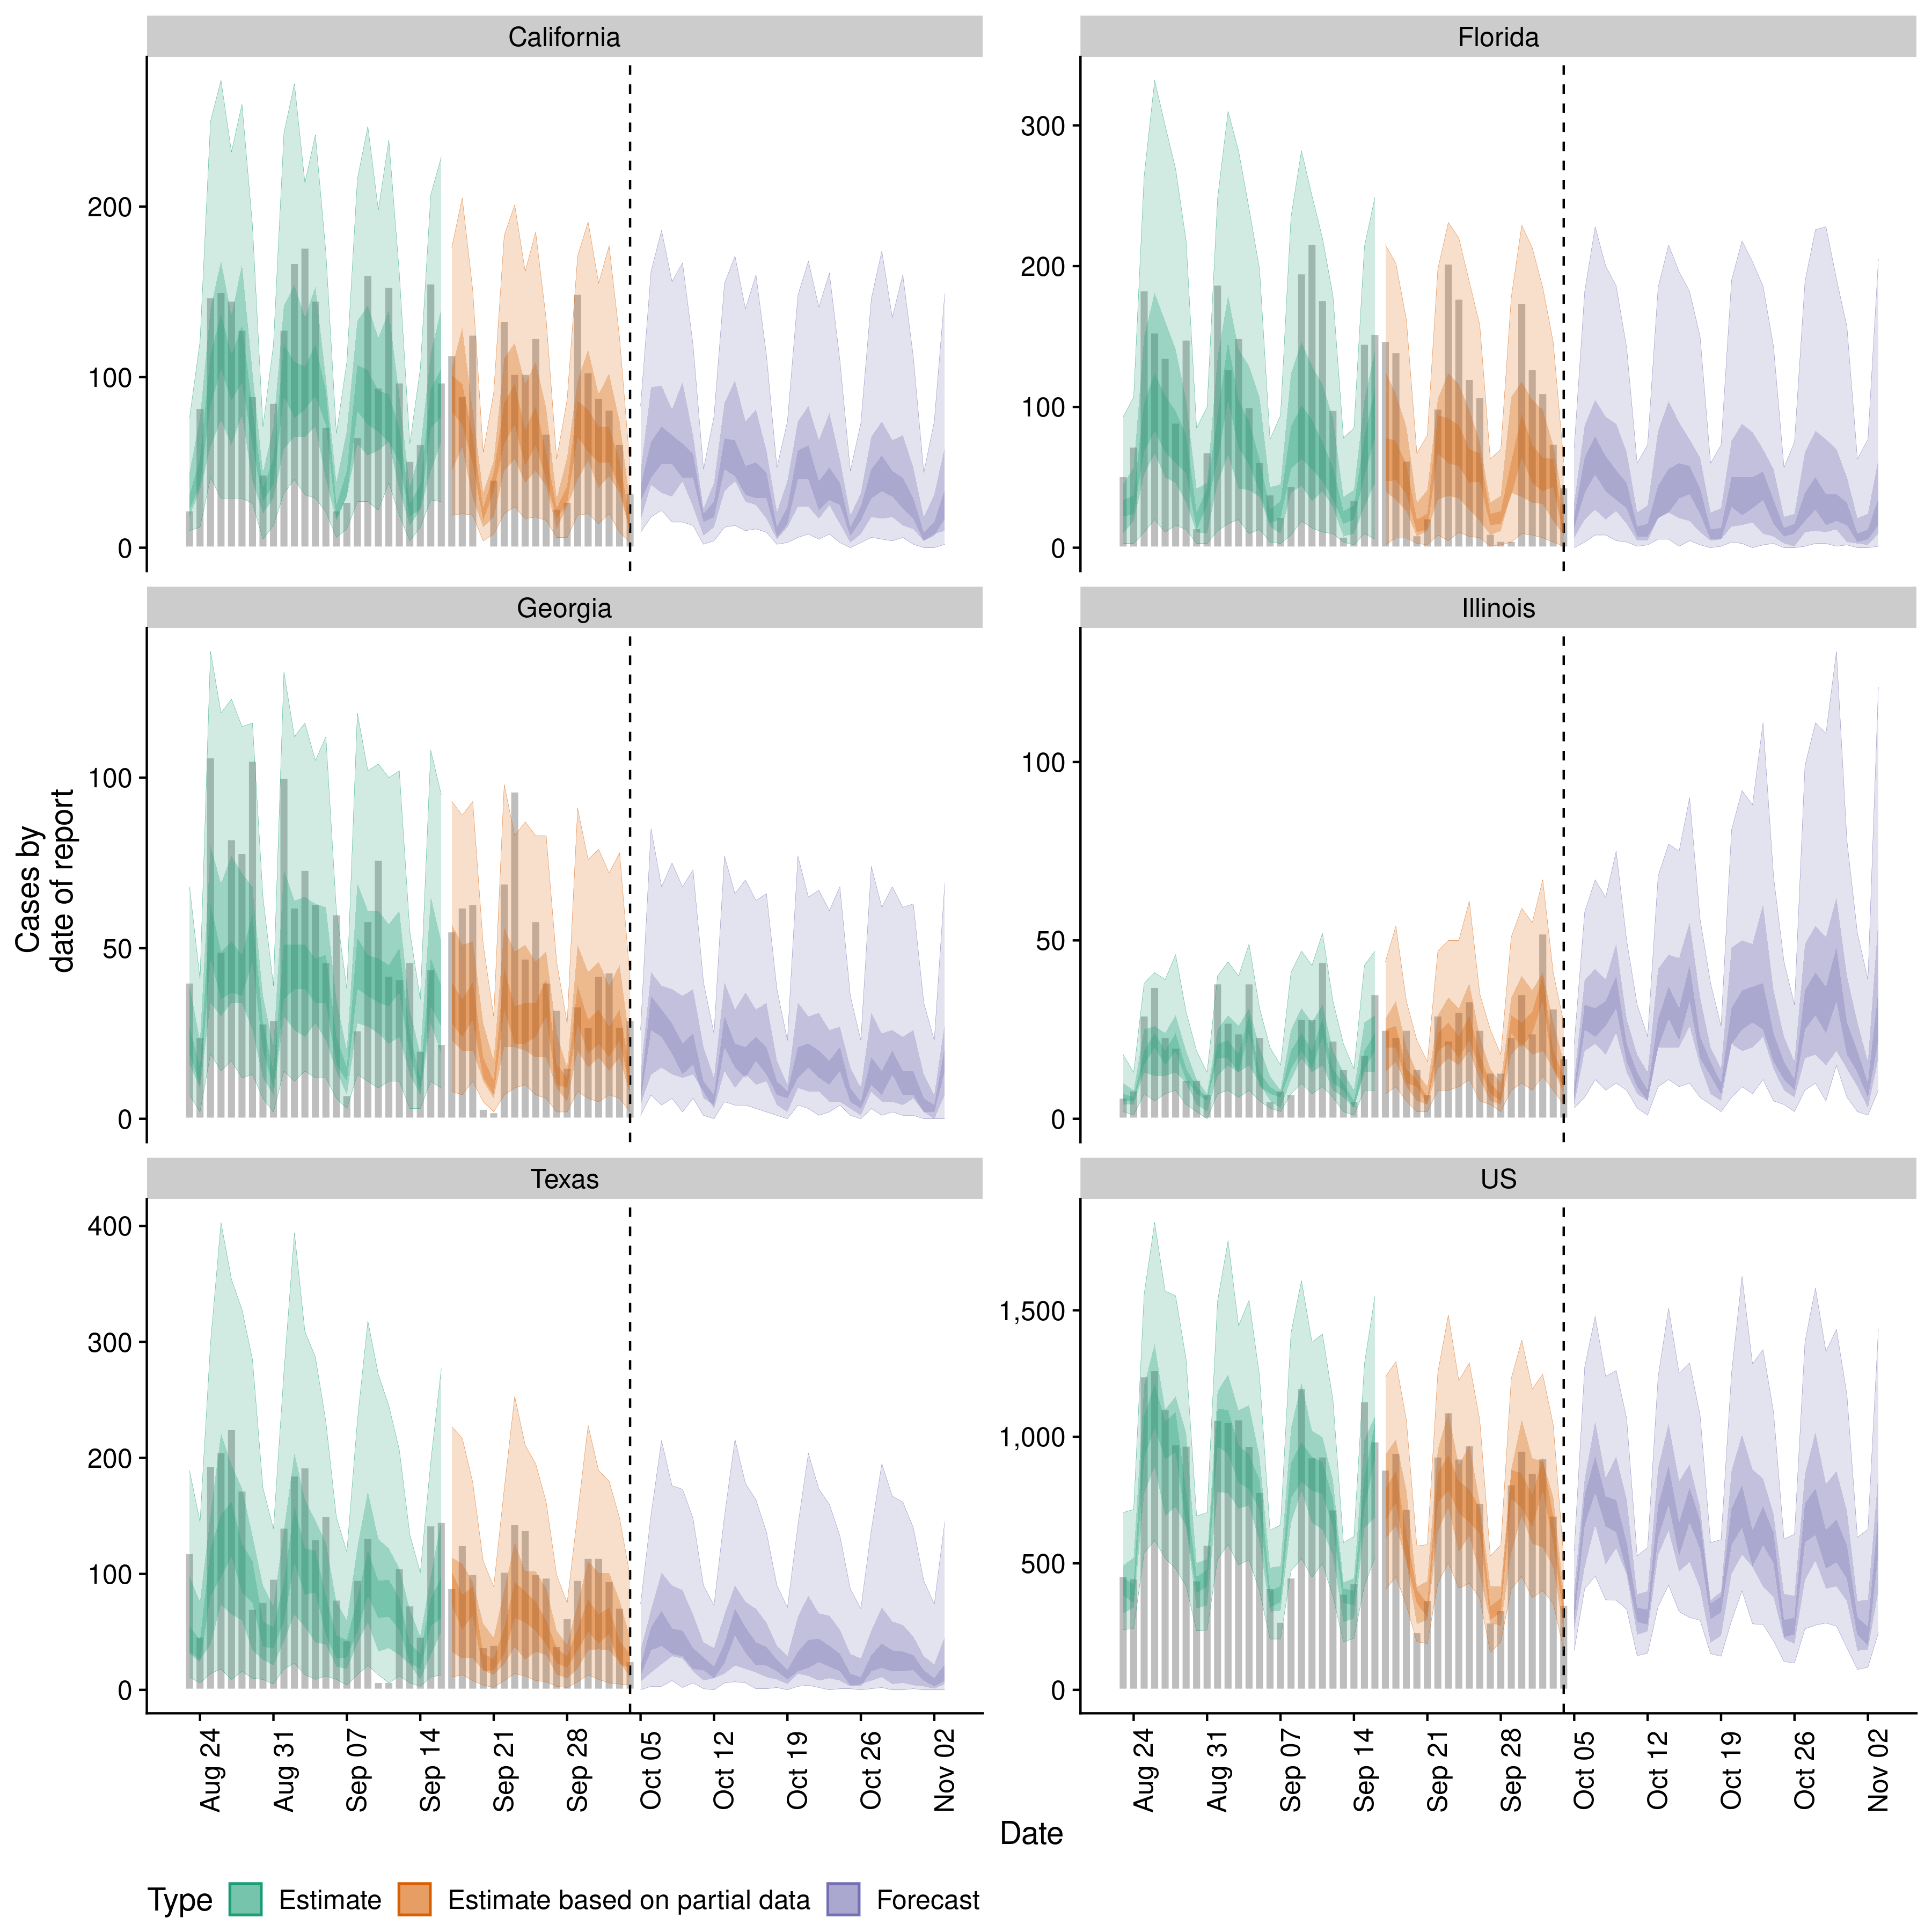 California
Florida
200
100
0
300
200
100
0
Georgia
Illinois
100
50
0
100
50
0
Texas
US
400
300
200
100
0
1,500
1,000
500
0
Cases by
date of report
Aug 24
Aug 31
Sep 07
Sep 14
Sep 21
Sep 28
Oct 05
Oct 12
Oct 19
Oct 26
Nov 02
Aug 24
Aug 31
Sep 07
Sep 14
Sep 21
Sep 28
Oct 05
Oct 12
Oct 19
Oct 26
Nov 02
Date
Type Estimate Estimate based on partial data Forecast